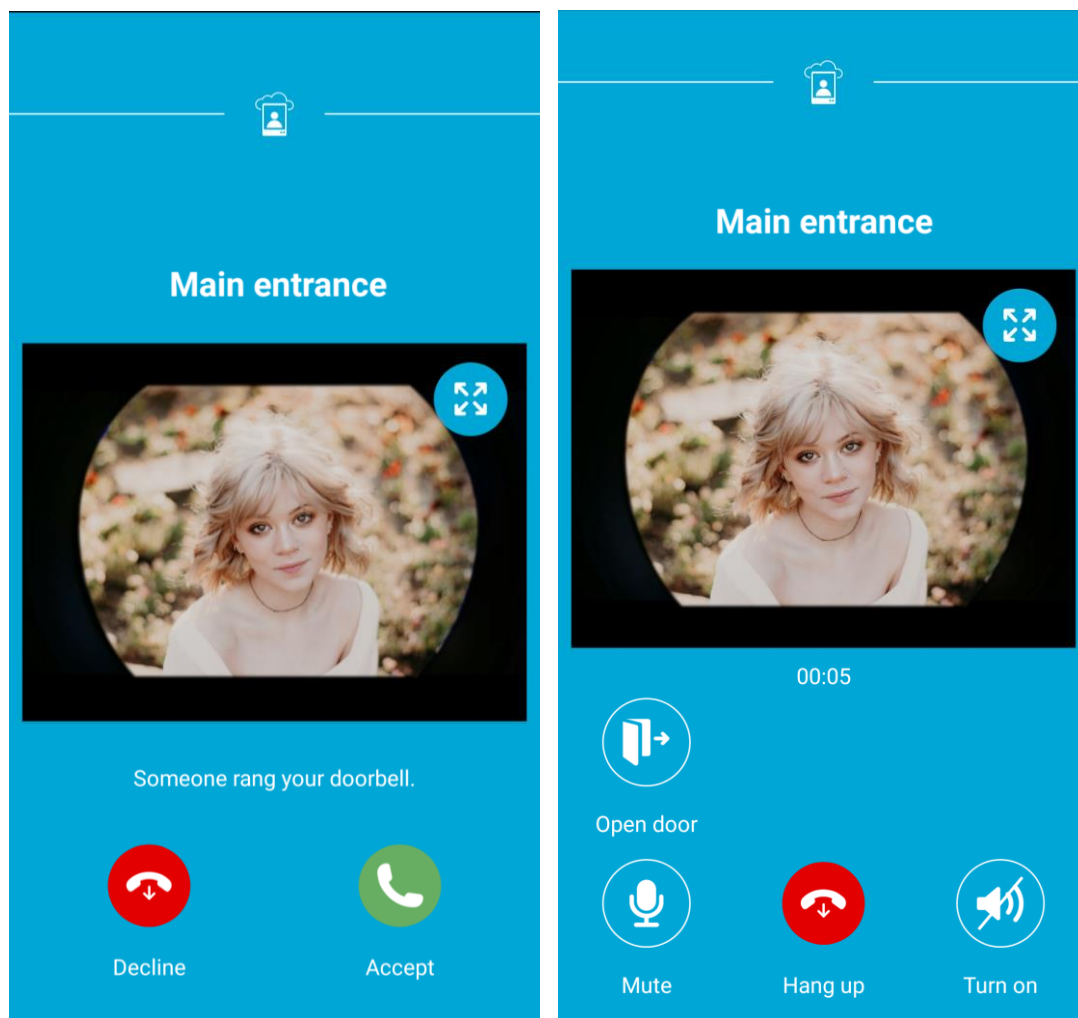 Main entrance
Someone rang your doorbell.
Decline
Accept
Main entrance
00:05
Open door
Mute
Hang up
Turn on